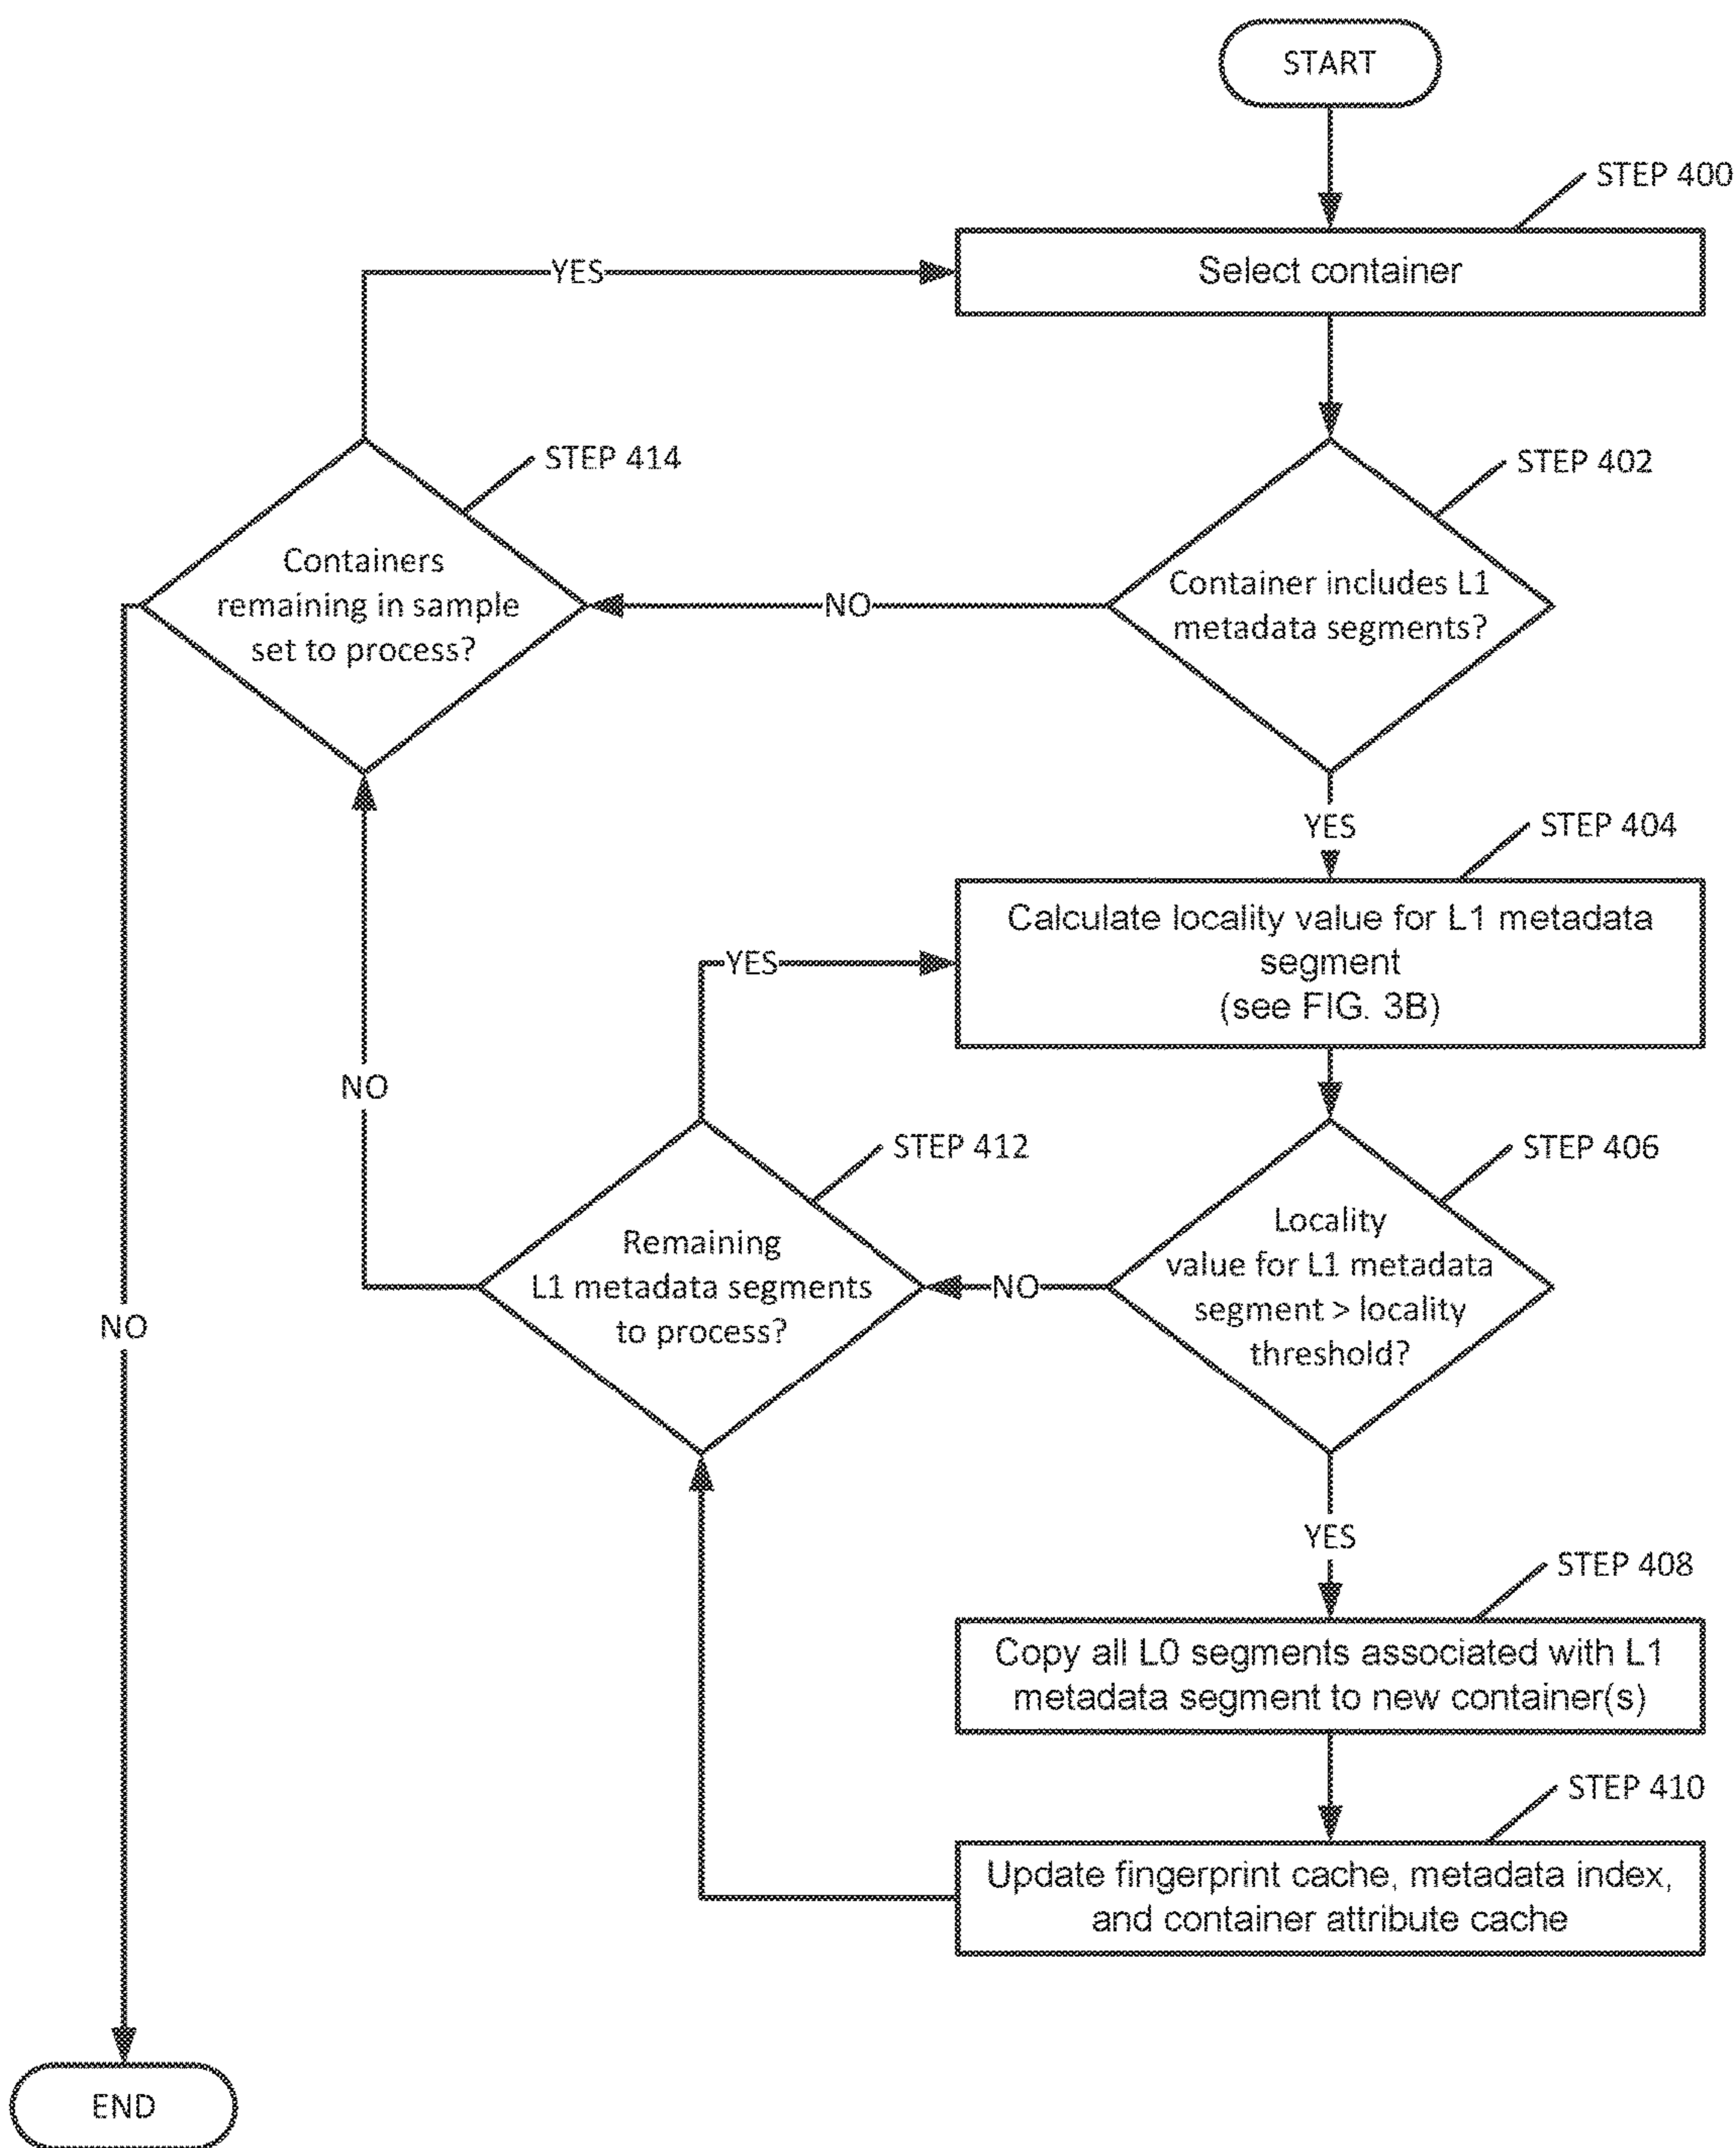 START
STEP 400
YES
Select container
STEP 414
STEP 402
Containers
remaining in sample
set to process?
NO
Container includes L1
metadata segments?
YES
STEP 404
Calculate locality value for L1 metadata
segment
(see FIG. 3B)
YES
NO
STEP 412
STEP 406
Remaining
L1 metadata segments
to process?
NO
Locality
value for L1 metadata
segment > locality
threshold?
NO
YES
STEP 408
Copy all L0 segments associated with L1
metadata segment to new container(s)
STEP 410
Update fingerprint cache, metadata index,
and container attribute cache
END